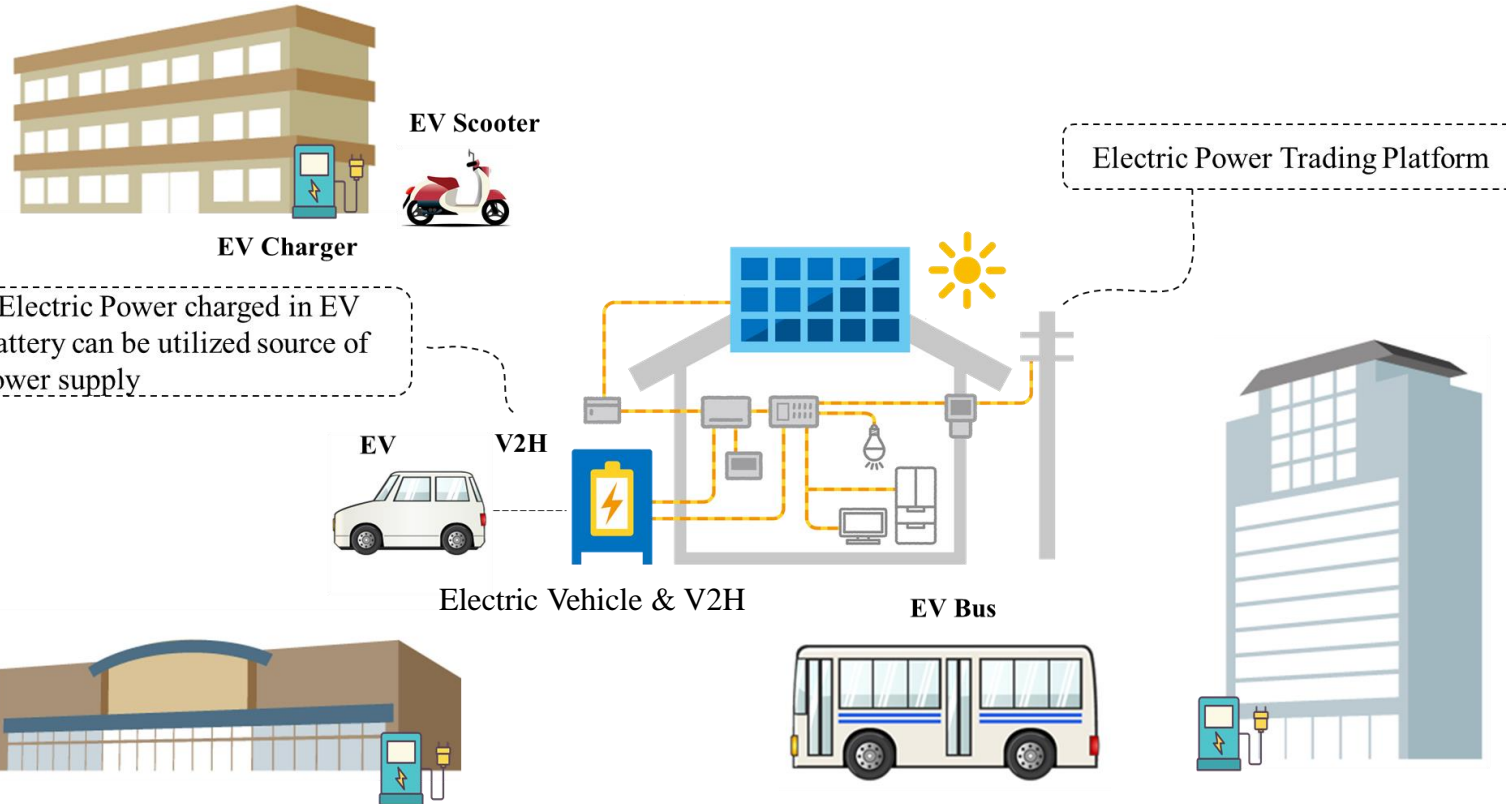 EV Scooter
Electric Power Trading Platform
EV Charger
Electric Power charged in EV
attery can be utilized source of
ower supply
EV
V2H
Electric Vehicle & V2H
EV Bus